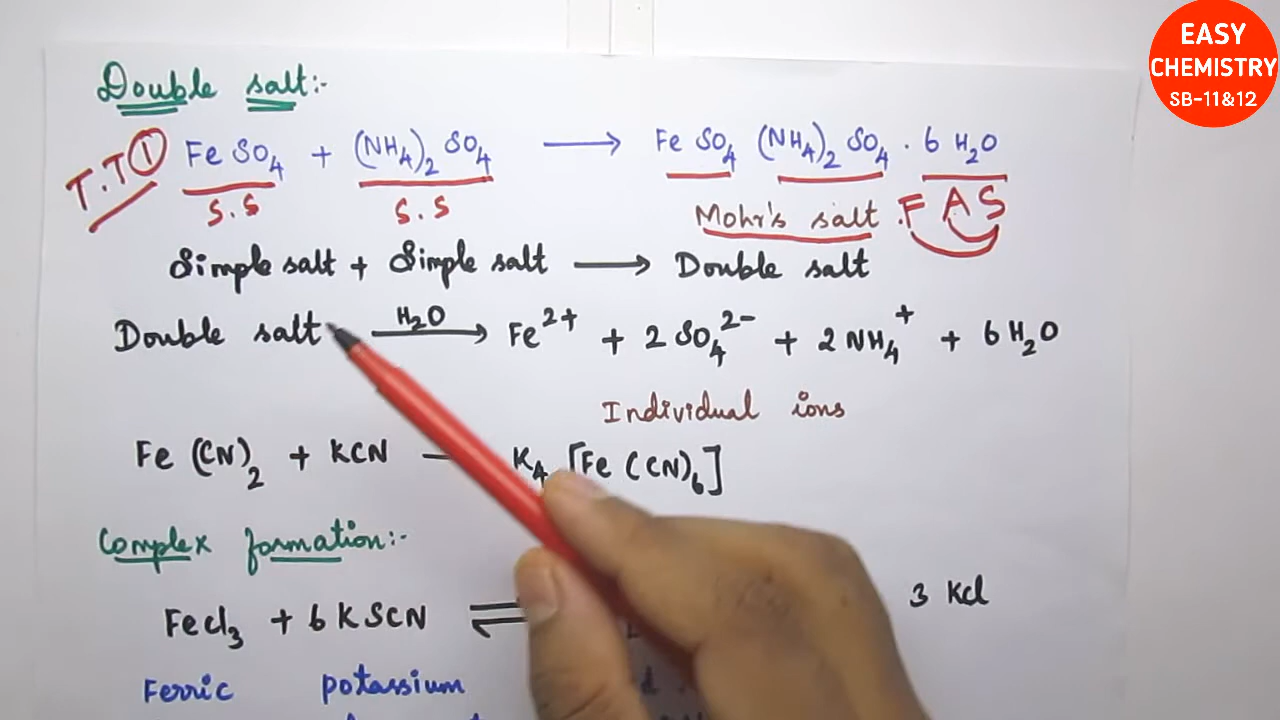 EASY
CHEMISTRY
SB-11&12
Double salt:-
T.T ① FeSO₄ + (NH₄)₂SO₄ ⟶ FeSO₄ (NH₄)₂SO₄ . 6H₂O
S.S S.S Mohr's salt . FAS
Simple salt + Simple salt ⟶ Double salt
Double salt H₂O⟶ Fe²⁺ + 2SO₄²⁻ + 2NH₄⁺ + 6H₂O
Individual ions
Fe(CN)₂ + KCN — K₄[Fe(CN)₆]
Complex formation:-
FeCl₃ + 6KSCN ⇌ 3 KCl
Ferric potassium